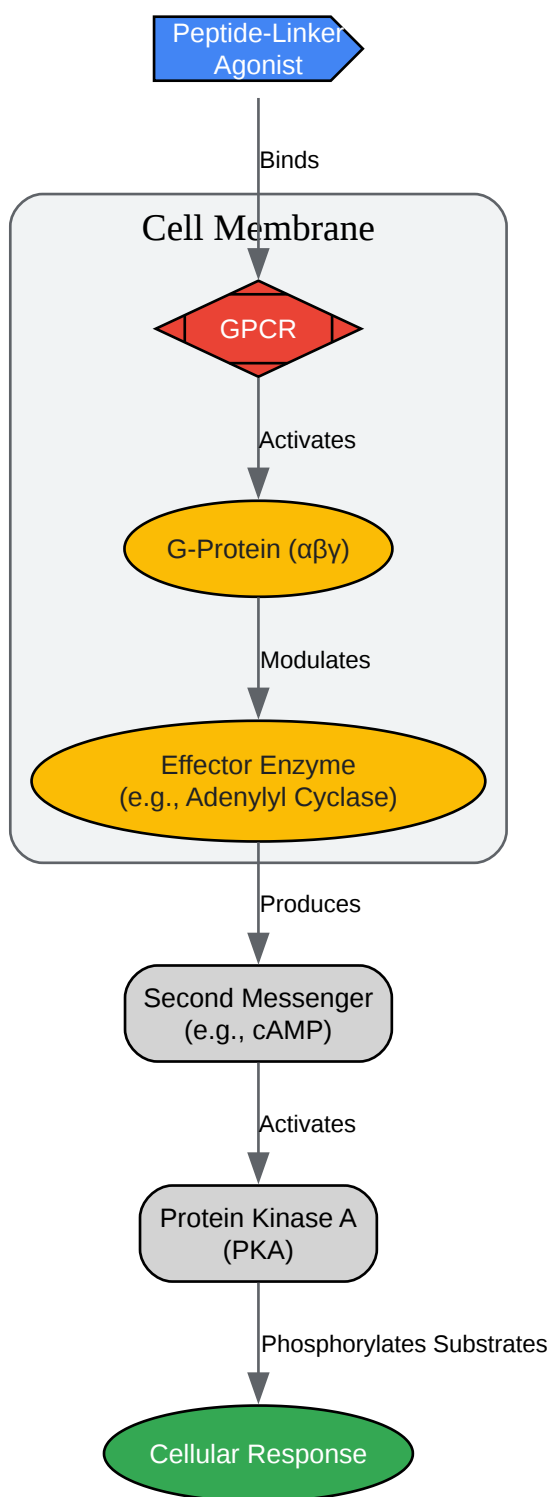 Peptide-Linker
Agonist
Binds
Cell Membrane
GPCR
Activates
G-Protein (αβγ)
Modulates
Effector Enzyme
(e.g., Adenylyl Cyclase)
Produces
Second Messenger
(e.g., cAMP)
Activates
Protein Kinase A
(PKA)
Phosphorylates Substrates
Cellular Response